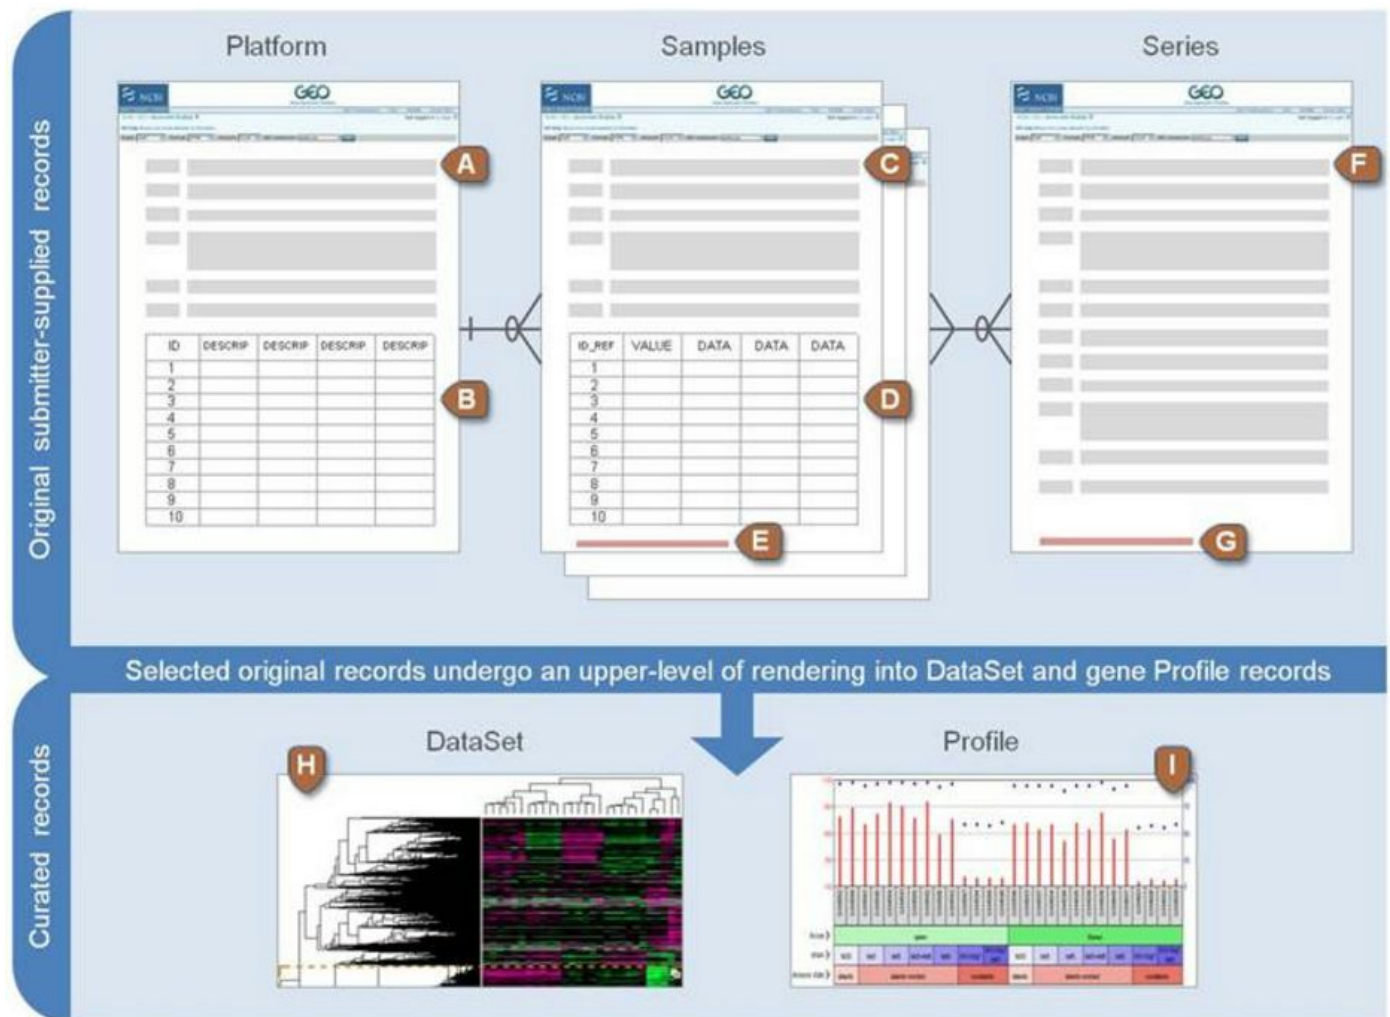 Original submitter-supplied records
Platform
Samples
Series
NCBI
GEO
NCBI
GEO
NCBI
GEO
A
C
F
ID DESCRIP DESCRIP DESCRIP DESCRIP
1
2
3
4
5
6
7
8
9
10
B
ID_REF VALUE DATA DATA DATA
1
2
3
4
5
6
7
8
9
10
D
E
G
Selected original records undergo an upper-level of rendering into DataSet and gene Profile records
Curated records
DataSet
Profile
H
I